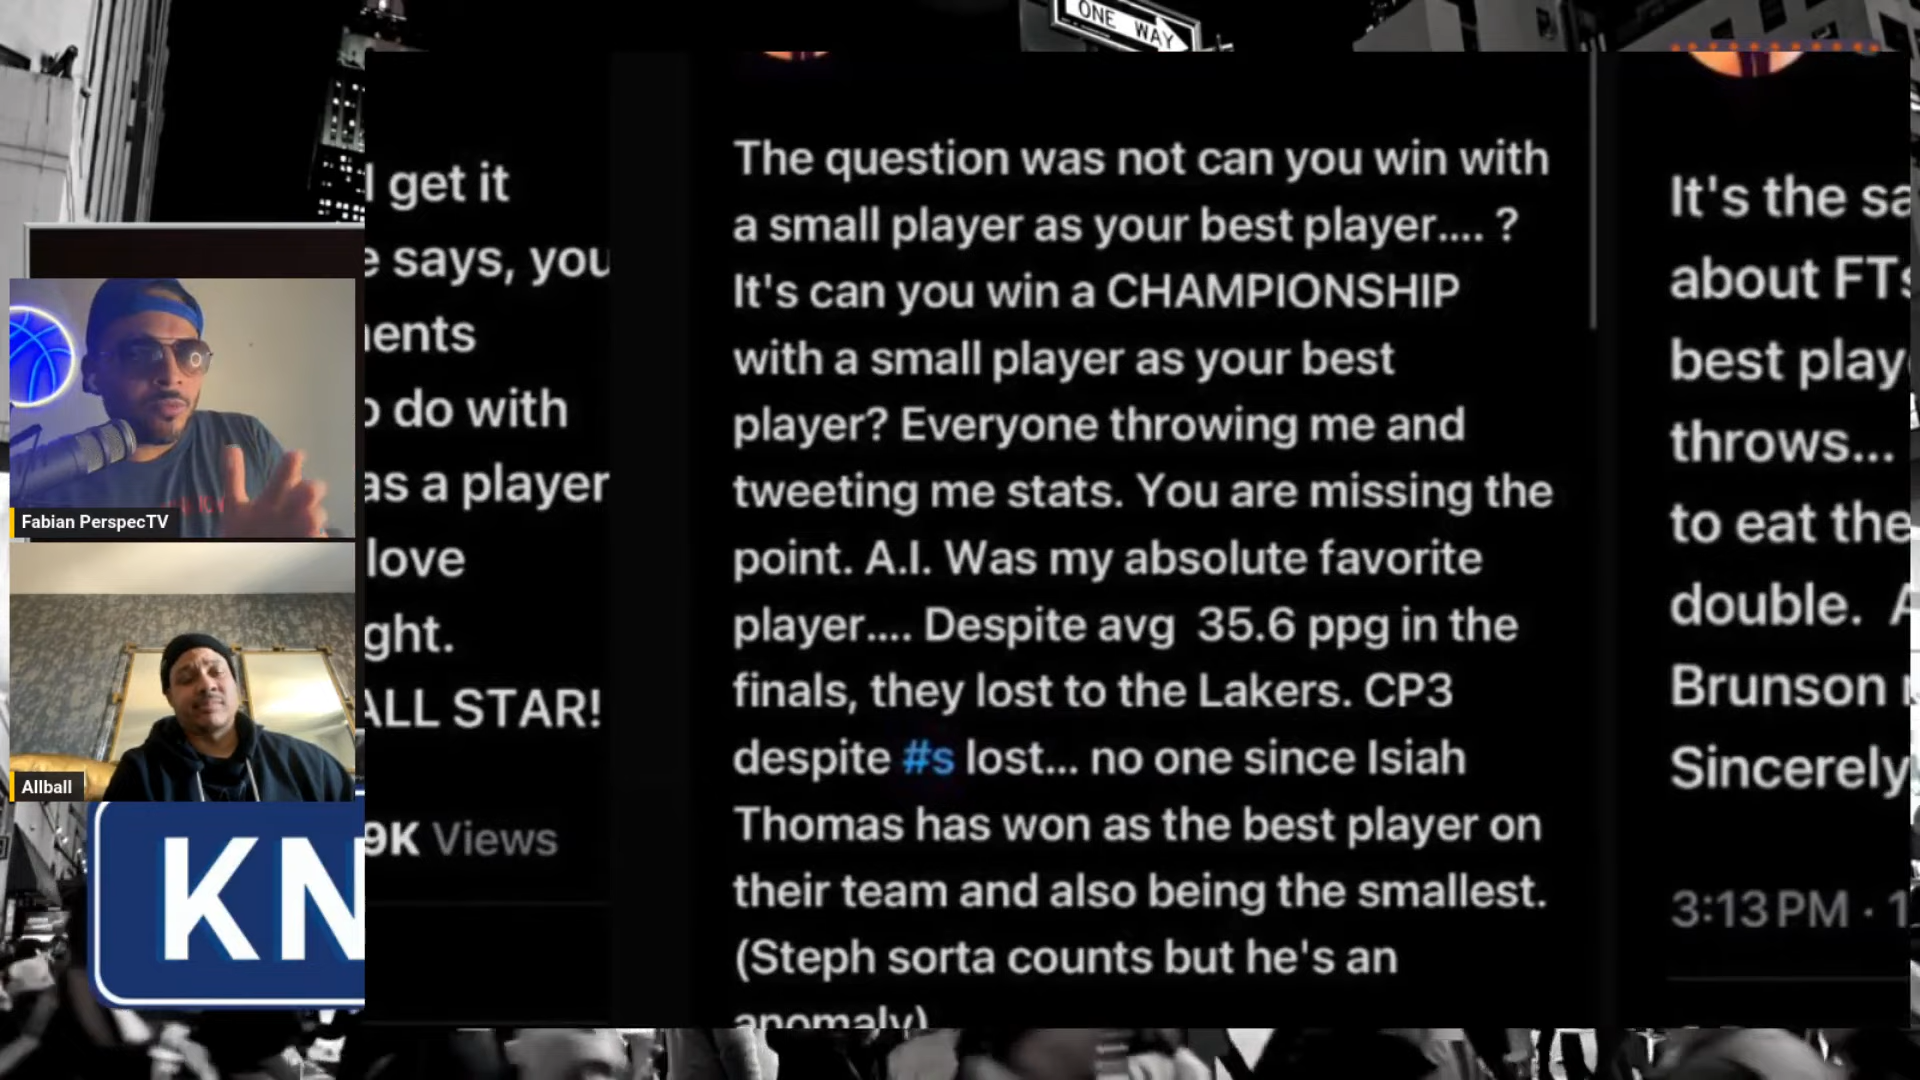 ONE WAY
I get it
e says, you
ents
o do with
as a player
love
ght.
ALL STAR!
9K Views
The question was not can you win with
a small player as your best player.... ?
It's can you win a CHAMPIONSHIP
with a small player as your best
player? Everyone throwing me and
tweeting me stats. You are missing the
point. A.I. Was my absolute favorite
player.... Despite avg 35.6 ppg in the
finals, they lost to the Lakers. CP3
despite #s lost... no one since Isiah
Thomas has won as the best player on
their team and also being the smallest.
(Steph sorta counts but he's an
anomaly)
It's the sa
about FTs
best play
throws...
to eat the
double. A
Brunson
Sincerely
3:13 PM · 1
Fabian PerspecTV
Allball
KN